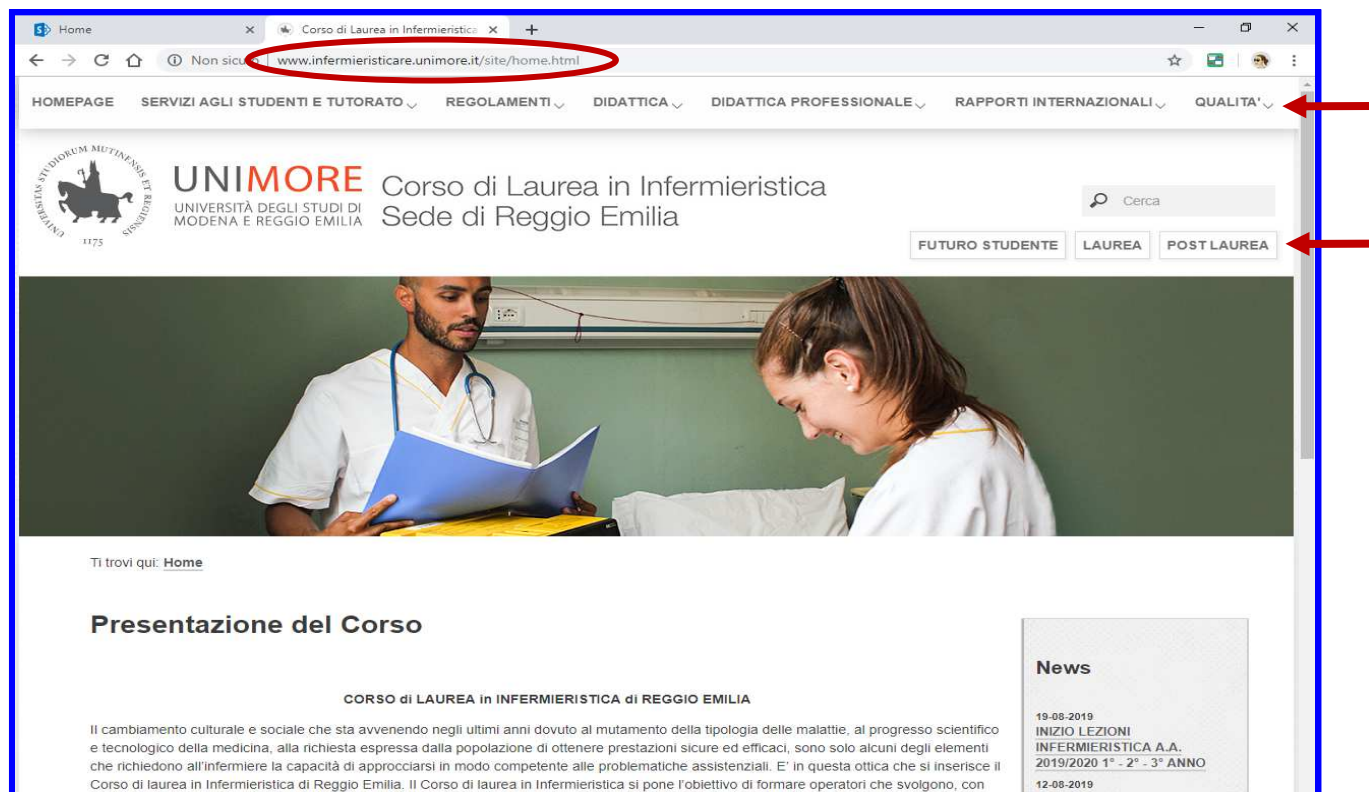 Home
Corso di Laurea in Infermieristica
Non sicuro www.infermieristicare.unimore.it/site/home.html
HOMEPAGE SERVIZI AGLI STUDENTI E TUTORATO REGOLAMENTI DIDATTICA DIDATTICA PROFESSIONALE RAPPORTI INTERNAZIONALI QUALITA'
STUDIORUM MUTINENSIS ET REGIENSIS UNIVERSITAS
1175
UNIMORE
UNIVERSITÀ DEGLI STUDI DI
MODENA E REGGIO EMILIA
Corso di Laurea in Infermieristica
Sede di Reggio Emilia
Cerca
FUTURO STUDENTE LAUREA POST LAUREA
Ti trovi qui: Home
Presentazione del Corso
CORSO di LAUREA in INFERMIERISTICA di REGGIO EMILIA
Il cambiamento culturale e sociale che sta avvenendo negli ultimi anni dovuto al mutamento della tipologia delle malattie, al progresso scientifico
e tecnologico della medicina, alla richiesta espressa dalla popolazione di ottenere prestazioni sicure ed efficaci, sono solo alcuni degli elementi
che richiedono all'infermiere la capacità di approcciarsi in modo competente alle problematiche assistenziali. E' in questa ottica che si inserisce il
Corso di laurea in Infermieristica di Reggio Emilia. Il Corso di laurea in Infermieristica si pone l'obiettivo di formare operatori che svolgono, con
News
19-08-2019
INIZIO LEZIONI
INFERMIERISTICA A.A.
2019/2020 1° - 2° - 3° ANNO
12-08-2019